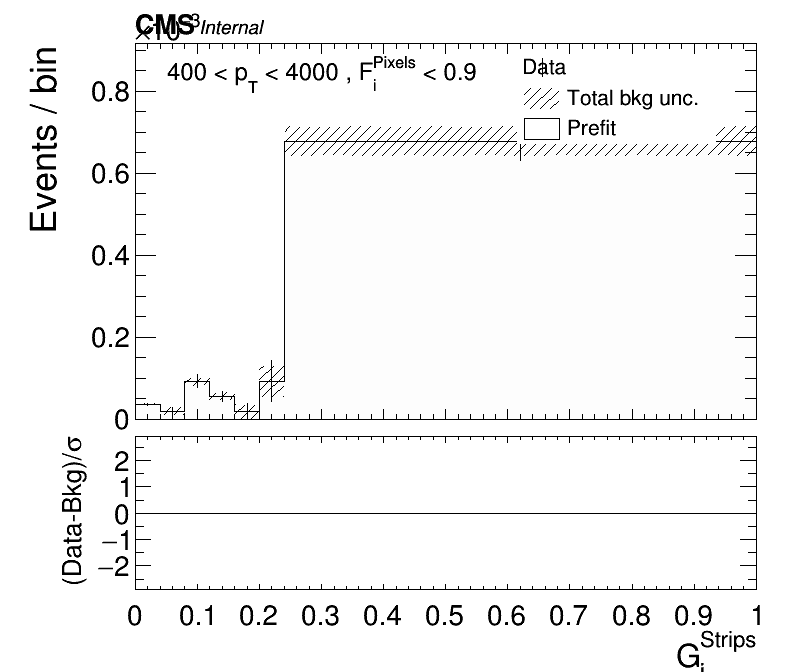 CMS Internal
×10³
400 < p_T < 4000 , F_i^Pixels < 0.9
Data
Total bkg unc.
Prefit
Events / bin
0.8
0.6
0.4
0.2
0
(Data-Bkg)/σ
2
1
0
−1
−2
0 0.1 0.2 0.3 0.4 0.5 0.6 0.7 0.8 0.9 1
G_i^Strips